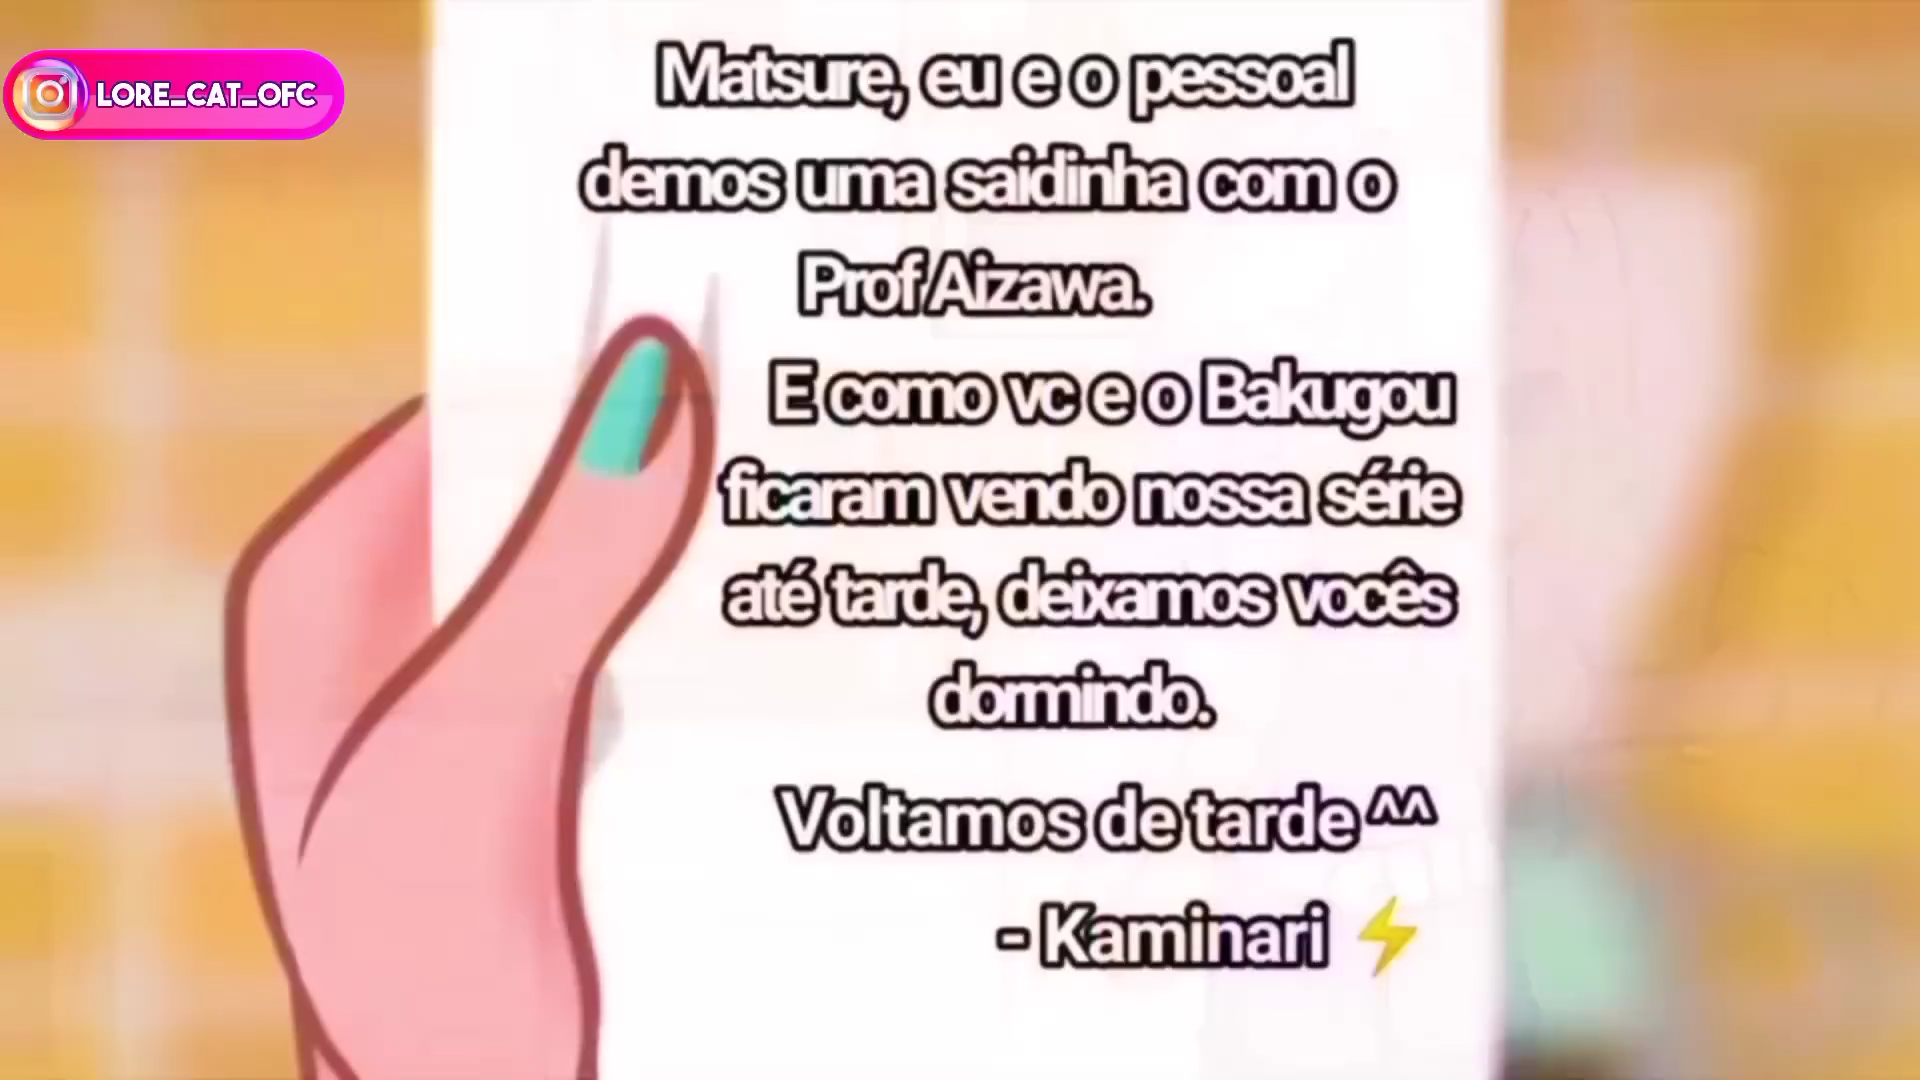 LORE_CAT_OFC
Matsure, eu e o pessoal
demos uma saidinha com o
Prof Aizawa.
E como vc e o Bakugou
ficaram vendo nossa série
até tarde, deixamos vocês
dormindo.
Voltamos de tarde ^^
- Kaminari ⚡